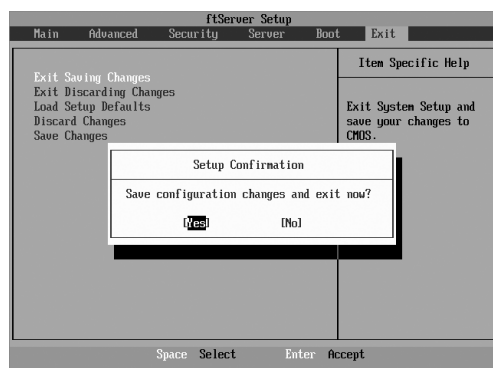 ftServer Setup
Main Advanced Security Server Boot Exit
Item Specific Help
Exit Saving Changes
Exit Discarding Changes
Load Setup Defaults
Discard Changes
Save Changes
Exit System Setup and
save your changes to
CMOS.
Setup Confirmation
Save configuration changes and exit now?
[Yes] [No]
Space Select Enter Accept